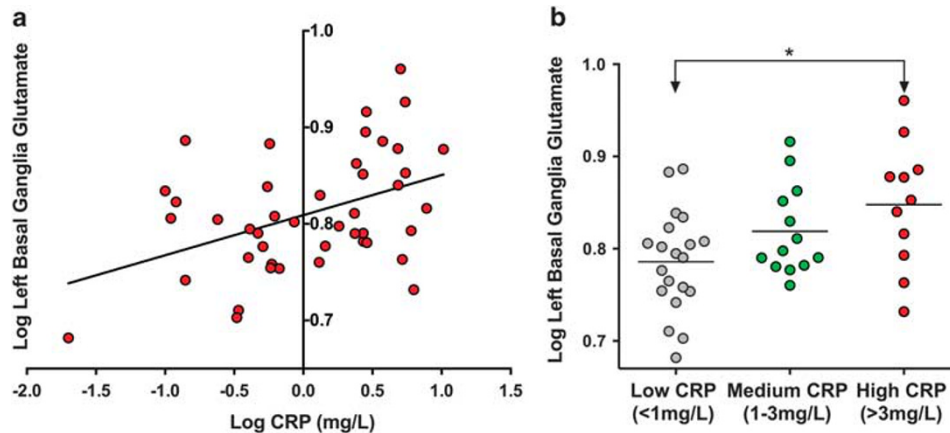 a
Log Left Basal Ganglia Glutamate
1.0
0.9
0.8
0.7
-2.0 -1.5 -1.0 -0.5 0.0 0.5 1.0 1.5
Log CRP (mg/L)
b
*
Log Left Basal Ganglia Glutamate
1.0
0.9
0.8
0.7
Low CRP Medium CRP High CRP
(<1mg/L) (1-3mg/L) (>3mg/L)